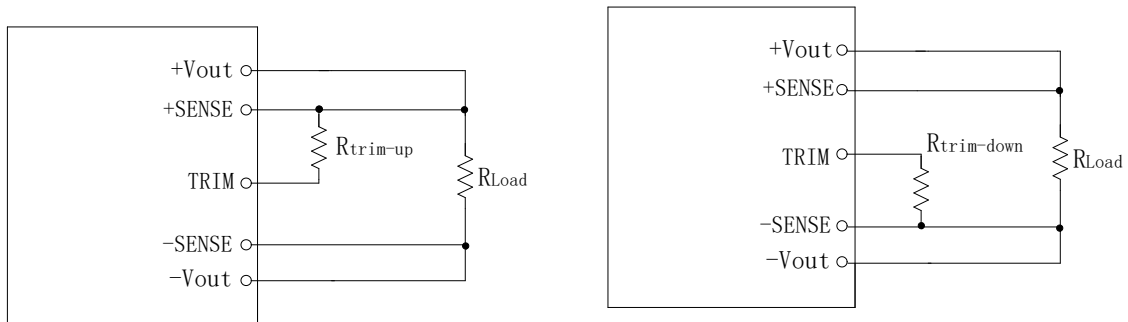 +Vout
+SENSE
Rtrim-up
TRIM
RLoad
-SENSE
-Vout
+Vout
+SENSE
Rtrim-down
TRIM
RLoad
-SENSE
-Vout